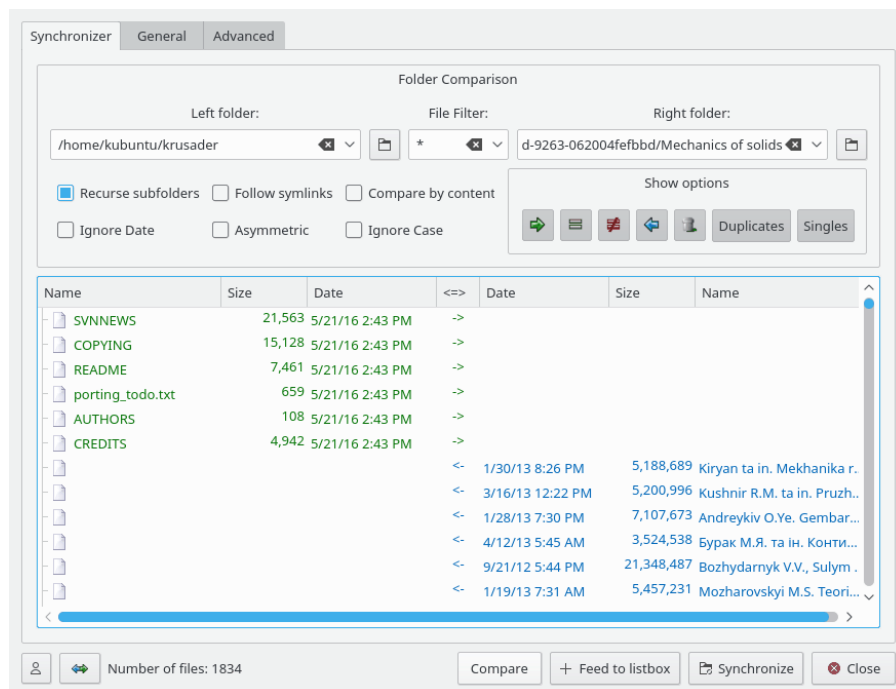 Synchronizer General Advanced
Folder Comparison
Left folder: File Filter: Right folder:
/home/kubuntu/krusader * d-9263-062004fefbbd/Mechanics of solids
Show options
Recurse subfolders Follow symlinks Compare by content
Duplicates Singles
Ignore Date Asymmetric Ignore Case
Name Size Date <=> Date Size Name
SVNNEWS 21,563 5/21/16 2:43 PM ->
COPYING 15,128 5/21/16 2:43 PM ->
README 7,461 5/21/16 2:43 PM ->
porting_todo.txt 659 5/21/16 2:43 PM ->
AUTHORS 108 5/21/16 2:43 PM ->
CREDITS 4,942 5/21/16 2:43 PM ->
<- 1/30/13 8:26 PM 5,188,689 Kiryan ta in. Mekhanika r..
<- 3/16/13 12:22 PM 5,200,996 Kushnir R.M. ta in. Pruzh..
<- 1/28/13 7:30 PM 7,107,673 Andreykiv O.Ye. Gembar...
<- 4/12/13 5:45 AM 3,524,538 Бурак М.Я. та ін. Конти...
<- 9/21/12 5:44 PM 21,348,487 Bozhydarnyk V.V., Sulym .
<- 1/19/13 7:31 AM 5,457,231 Mozharovskyi M.S. Teori...
Number of files: 1834 Compare + Feed to listbox Synchronize Close